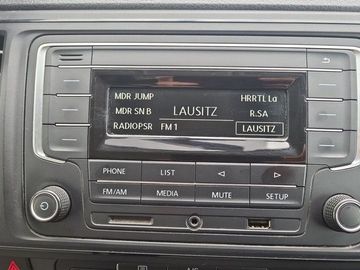 MDR JUMP HRRTL La
MDR SN B LAUSITZ R.SA
RADIOPSR FM 1 LAUSITZ
PHONE LIST
FM/AM MEDIA MUTE SETUP